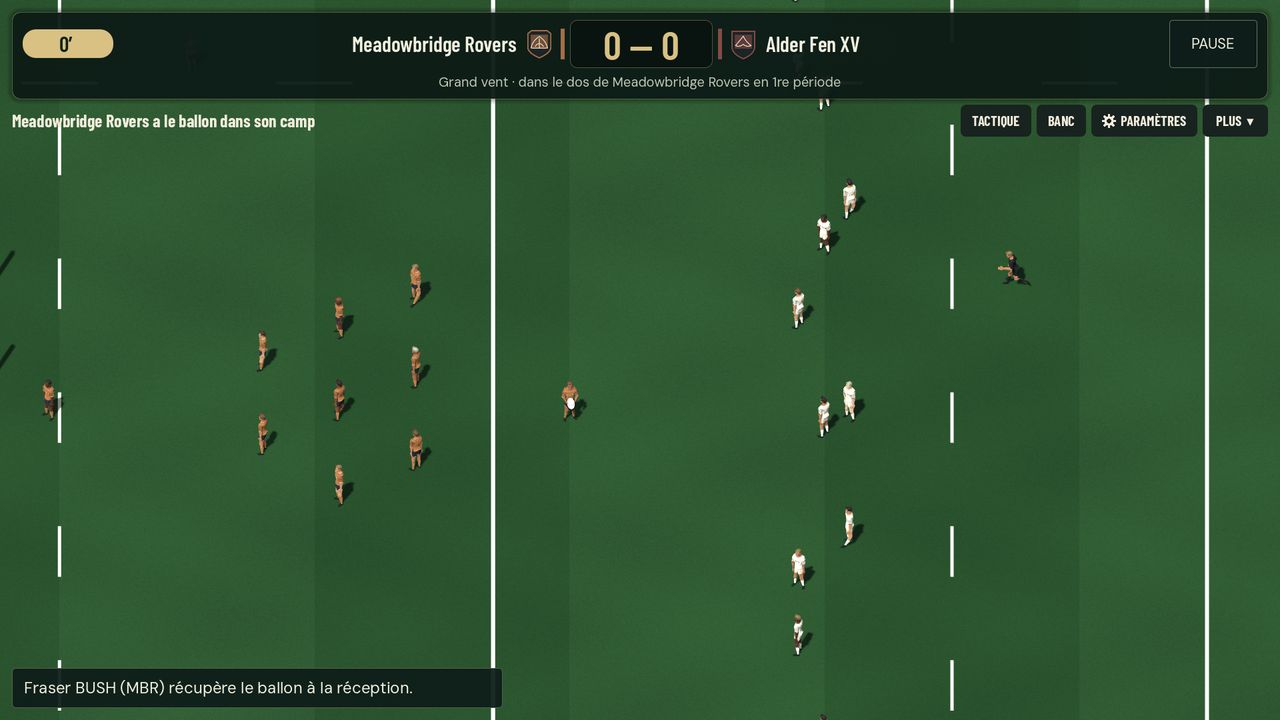 0'
Meadowbridge Rovers
0 – 0
Alder Fen XV
PAUSE
Grand vent · dans le dos de Meadowbridge Rovers en 1re période
Meadowbridge Rovers a le ballon dans son camp
TACTIQUE
BANC
PARAMÈTRES
PLUS ▼
Fraser BUSH (MBR) récupère le ballon à la réception.